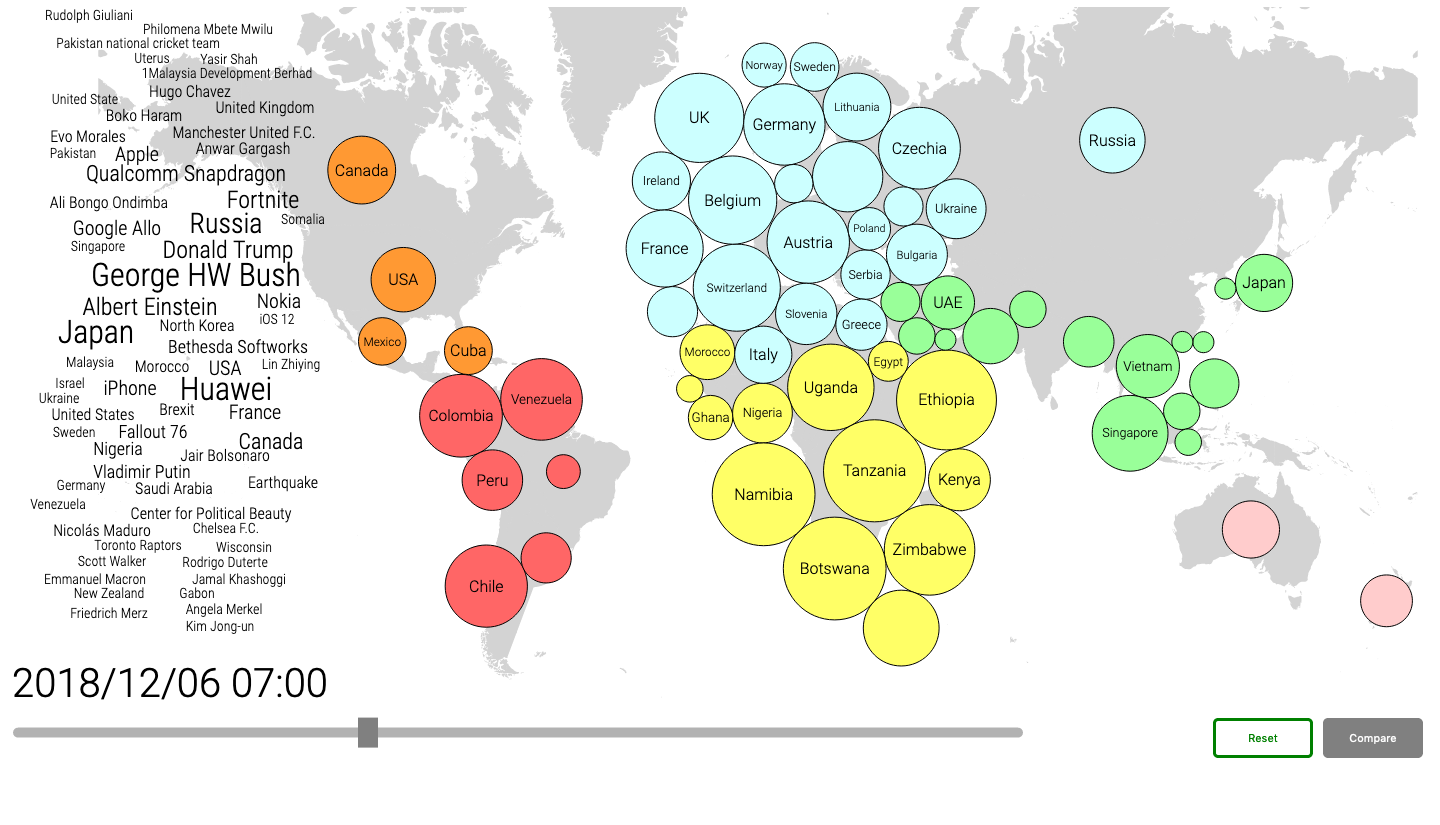 Rudolph Giuliani
Philomena Mbete Mwilu
Pakistan national cricket team
Uterus
Yasir Shah
1Malaysia Development Berhad
Hugo Chavez
United State
United Kingdom
Boko Haram
Manchester United F.C.
Evo Morales
Anwar Gargash
Pakistan
Apple
Qualcomm Snapdragon
Ali Bongo Ondimba
Fortnite
Somalia
Google Allo
Russia
Singapore
Donald Trump
George HW Bush
Albert Einstein
Nokia
iOS 12
Japan
North Korea
Bethesda Softworks
Malaysia
Morocco
USA
Lin Zhiying
Israel
iPhone
Huawei
Ukraine
United States
Brexit
France
Sweden
Fallout 76
Canada
Nigeria
Jair Bolsonaro
Vladimir Putin
Germany
Saudi Arabia
Earthquake
Venezuela
Center for Political Beauty
Nicolás Maduro
Chelsea F.C.
Toronto Raptors
Wisconsin
Scott Walker
Rodrigo Duterte
Emmanuel Macron
Jamal Khashoggi
New Zealand
Gabon
Friedrich Merz
Angela Merkel
Kim Jong-un
Canada
USA
Mexico
Cuba
Colombia
Venezuela
Peru
Chile
Norway
Sweden
UK
Germany
Lithuania
Czechia
Ireland
Belgium
Ukraine
France
Austria
Poland
Bulgaria
Switzerland
Serbia
Slovenia
Greece
Italy
Russia
UAE
Japan
Vietnam
Singapore
Morocco
Egypt
Uganda
Ethiopia
Ghana
Nigeria
Tanzania
Kenya
Namibia
Zimbabwe
Botswana
2018/12/06 07:00
Reset
Compare